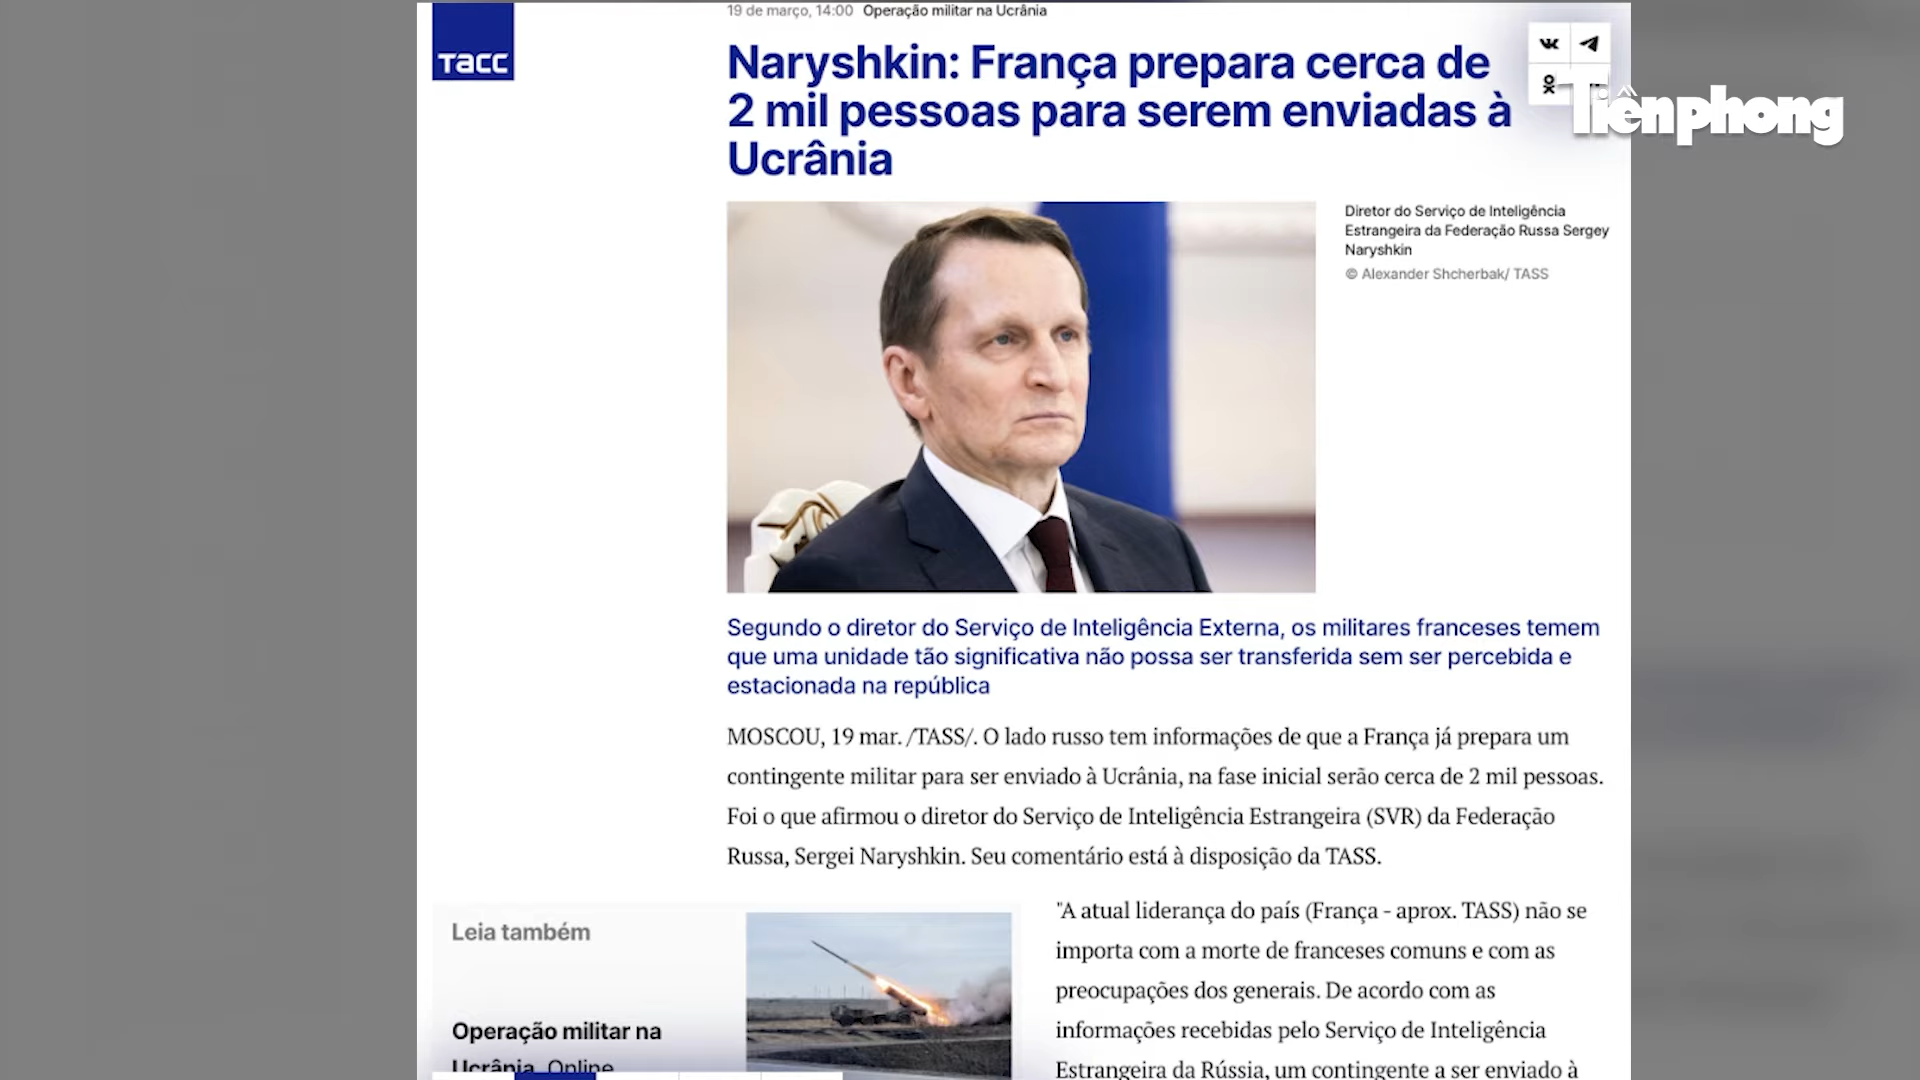 19 de março, 14:00 Operação militar na Ucrânia
тасс
Naryshkin: França prepara cerca de
2 mil pessoas para serem enviadas à
Ucrânia
Tiênphong
Diretor do Serviço de Inteligência
Estrangeira da Federação Russa Sergey
Naryshkin
© Alexander Shcherbak/ TASS
Segundo o diretor do Serviço de Inteligência Externa, os militares franceses temem
que uma unidade tão significativa não possa ser transferida sem ser percebida e
estacionada na república
MOSCOU, 19 mar. /TASS/. O lado russo tem informações de que a França já prepara um
contingente militar para ser enviado à Ucrânia, na fase inicial serão cerca de 2 mil pessoas.
Foi o que afirmou o diretor do Serviço de Inteligência Estrangeira (SVR) da Federação
Russa, Sergei Naryshkin. Seu comentário está à disposição da TASS.
Leia também
Operação militar na
Ucrânia. Online
"A atual liderança do país (França - aprox. TASS) não se
importa com a morte de franceses comuns e com as
preocupações dos generais. De acordo com as
informações recebidas pelo Serviço de Inteligência
Estrangeira da Rússia, um contingente a ser enviado à